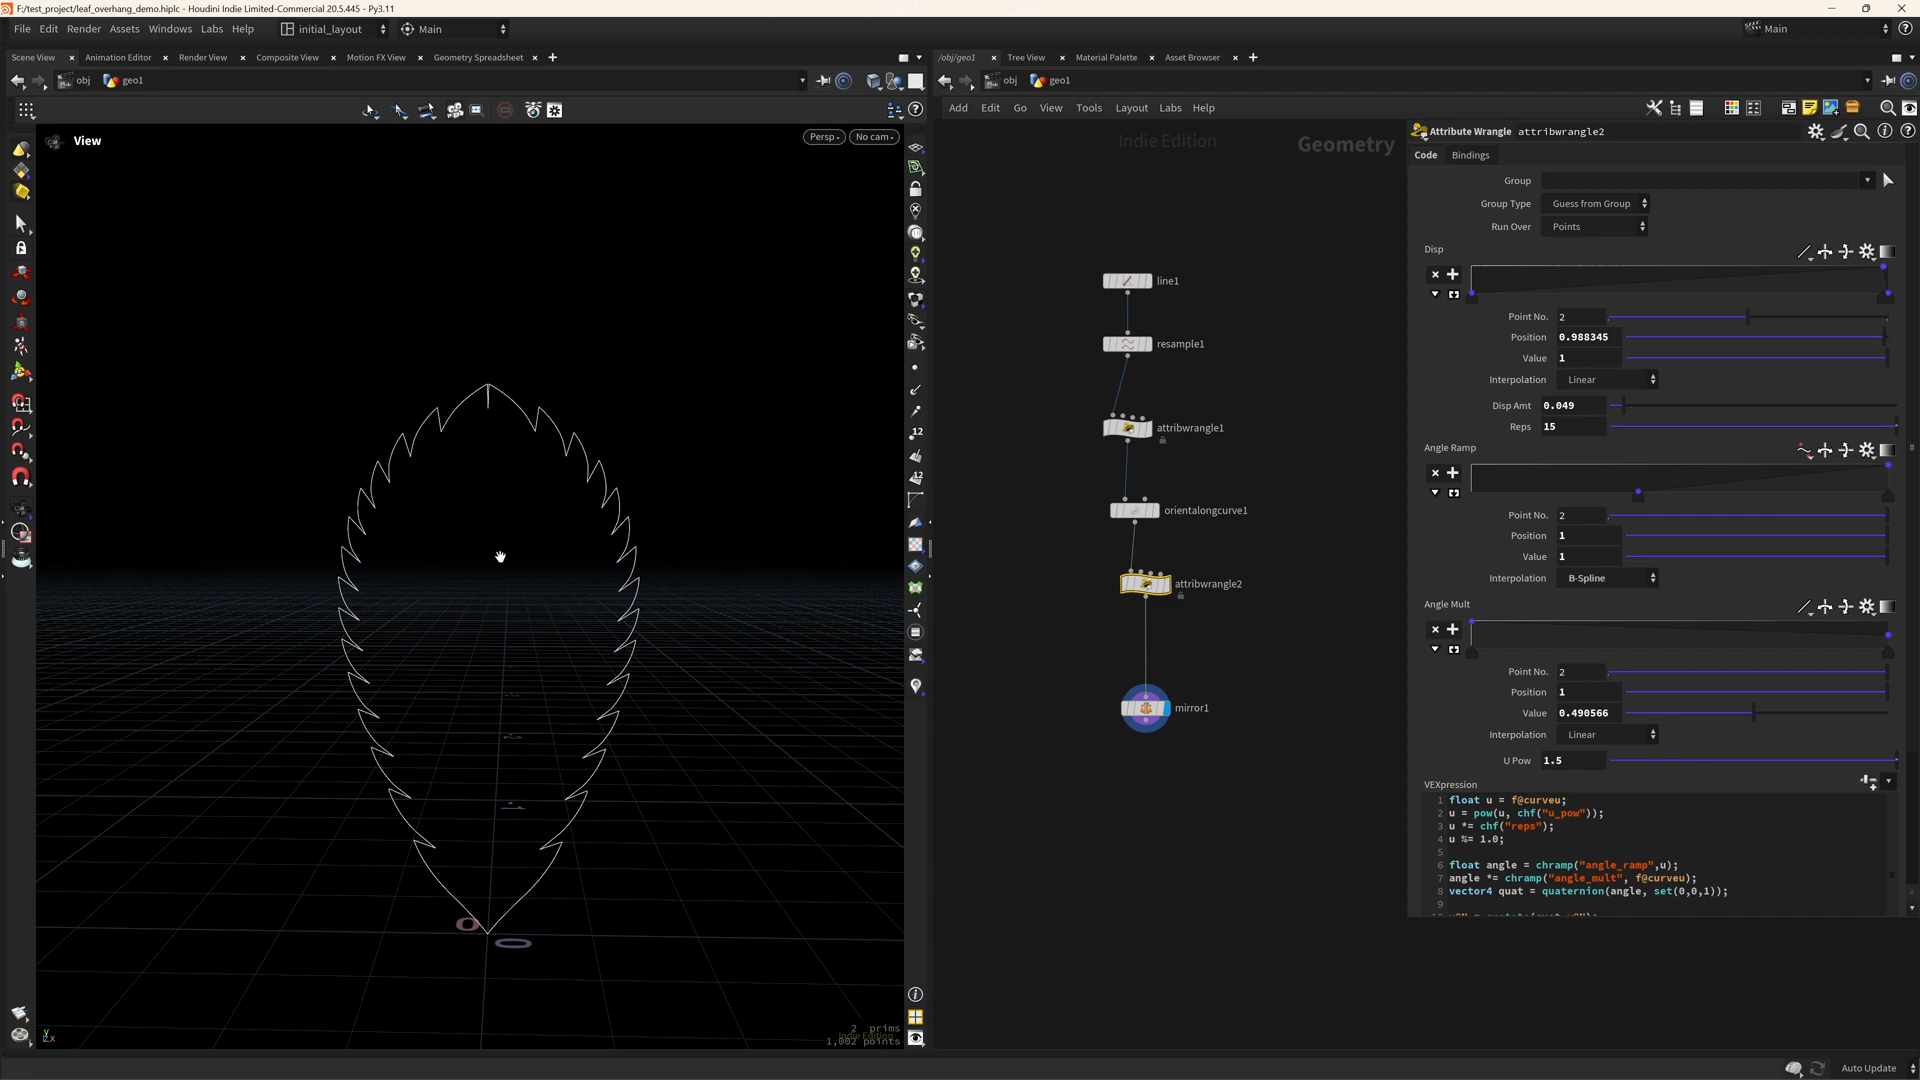 F:/test_project/leaf_overhang_demo.hiplc - Houdini Indie Limited-Commercial 20.5.445 - Py3.11
File Edit Render Assets Windows Labs Help initial_layout Main Main
Scene View Animation Editor Render View Composite View Motion FX View Geometry Spreadsheet
/obj/geo1 Tree View Material Palette Asset Browser
obj geo1
obj geo1
Add Edit Go View Tools Layout Labs Help
View
Persp No cam
Indie Edition
Geometry
line1
resample1
attribwrangle1
orientalongcurve1
attribwrangle2
mirror1
Attribute Wrangle attribwrangle2
Code Bindings
Group
Group Type Guess from Group
Run Over Points
Disp
Point No. 2
Position 0.988345
Value 1
Interpolation Linear
Disp Amt 0.049
Reps 15
Angle Ramp
Point No. 2
Position 1
Value 1
Interpolation B-Spline
Angle Mult
Point No. 2
Position 1
Value 0.490566
Interpolation Linear
U Pow 1.5
VEXpression
1 float u = f@curveu;
2 u = pow(u, chf("u_pow"));
3 u *= chf("reps");
4 u %= 1.0;
5
6 float angle = chramp("angle_ramp",u);
7 angle *= chramp("angle_mult", f@curveu);
8 vector4 quat = quaternion(angle, set(0,0,1));
9
12
12
0
0
2 prims
Indie Edition
1,002 points
y
z x
Auto Update